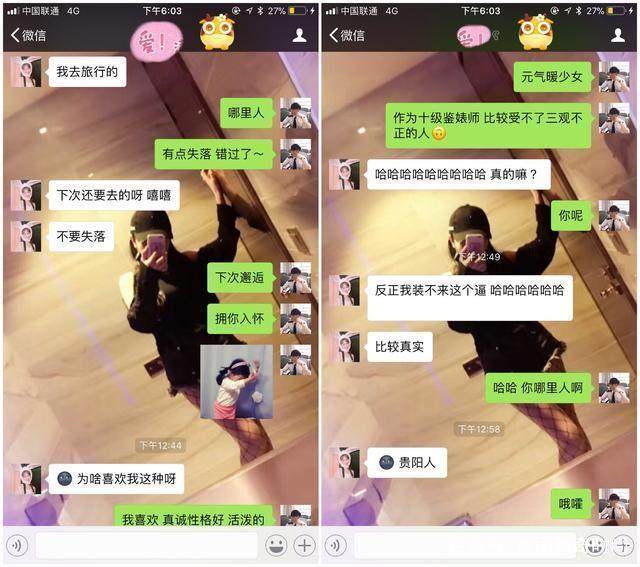 中国联通 4G 下午6:03 27%
微信
爱!
我去旅行的
哪里人
有点失落 错过了～
下次还要去的呀 嘻嘻
不要失落
下次邂逅
拥你入怀
下午12:44
🌚 为啥喜欢我这种呀
我喜欢 真诚性格好 活泼的
中国联通 4G 下午6:03 27%
微信
爱!
元气暖少女
作为十级鉴婊师 比较受不了三观不
正的人🙃
哈哈哈哈哈哈哈哈哈 真的嘛？
你呢
下午12:49
反正我装不来这个逼 哈哈哈哈哈哈
比较真实
哈哈 你哪里人啊
下午12:58
🌚 贵阳人
哦嚯